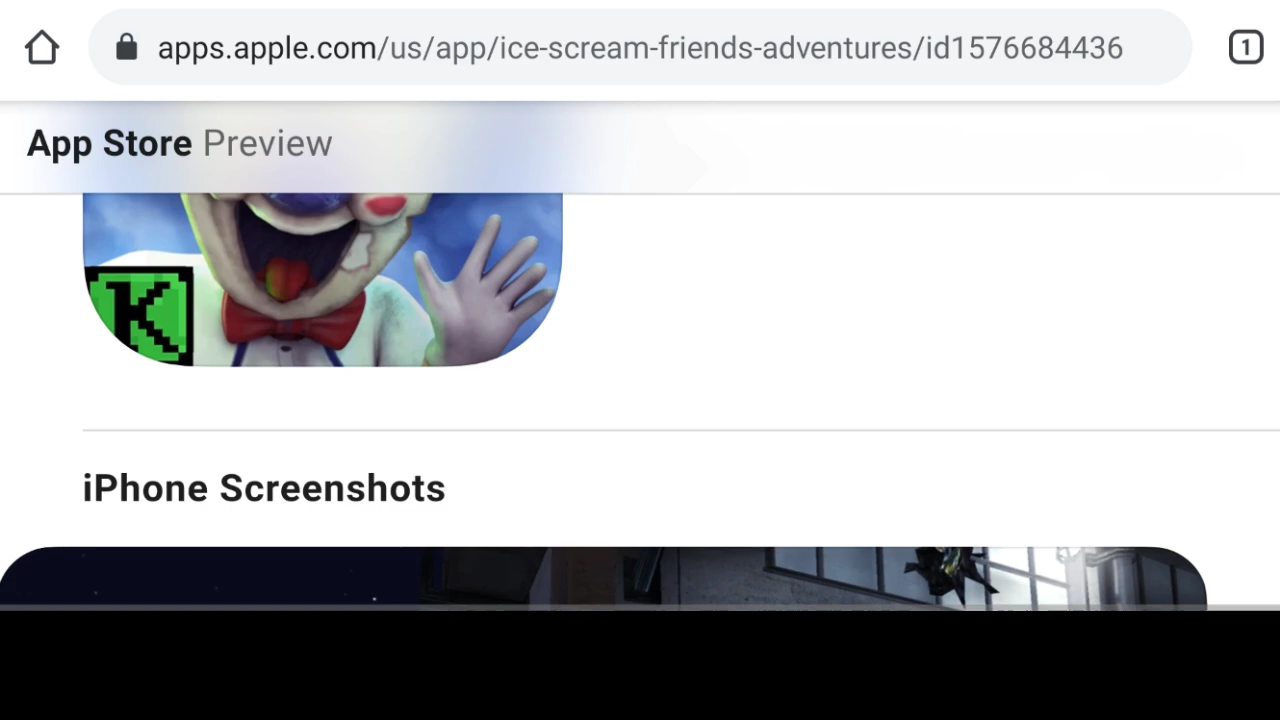 apps.apple.com/us/app/ice-scream-friends-adventures/id1576684436
1
App Store Preview
K
iPhone Screenshots